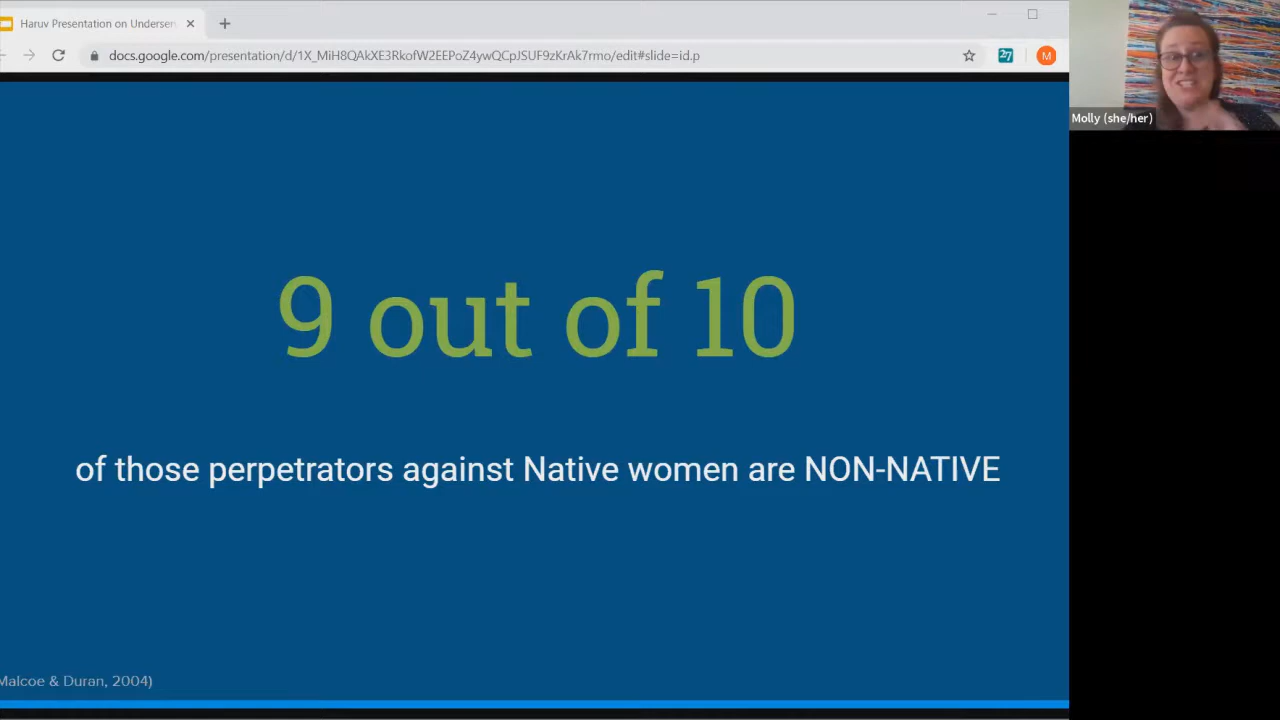 Haruv Presentation on Underser
docs.google.com/presentation/d/1X_MiH8QAkXE3RkofW2EEPoZ4ywQCpJSUF9zKrAk7rmo/edit#slide=id.p
27
M
Molly (she/her)
9 out of 10
of those perpetrators against Native women are NON-NATIVE
Malcoe & Duran, 2004)